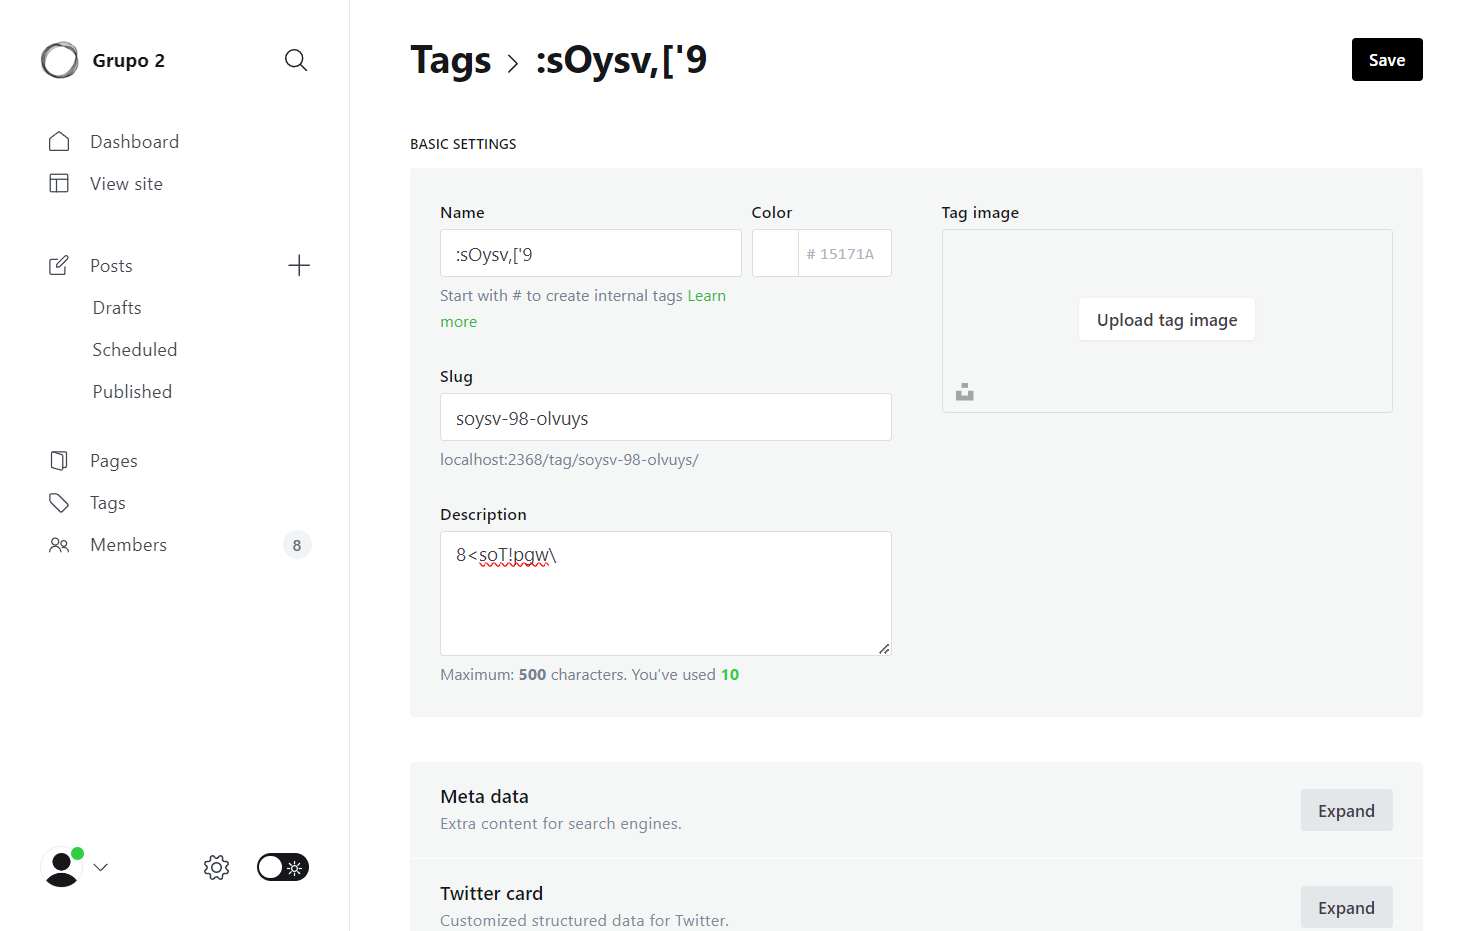 Grupo 2
Dashboard
View site
Posts
Drafts
Scheduled
Published
Pages
Tags
Members
8
Tags
:sOysv,['9
Save
BASIC SETTINGS
Name
:sOysv,['9
Start with # to create internal tags Learn
more
Color
# 15171A
Tag image
Upload tag image
Slug
soysv-98-olvuys
localhost:2368/tag/soysv-98-olvuys/
Description
8<soT!pgw\
Maximum: 500 characters. You’ve used 10
Meta data
Extra content for search engines.
Expand
Twitter card
Customized structured data for Twitter.
Expand